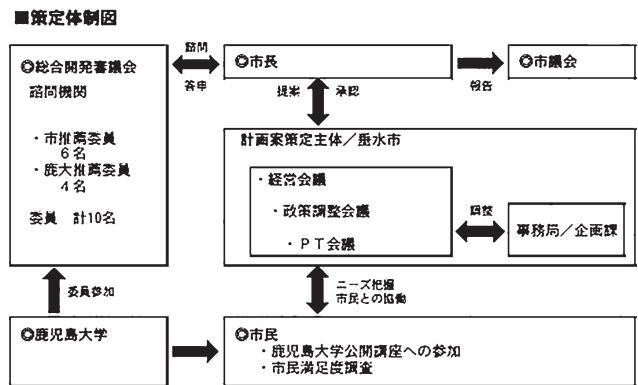 ■策定体制図
◎総合開発審議会
諮問機関
・市推薦委員
６名
・鹿大推薦委員
４名
委員　計10名
諮問
答申
◎市長
報告
◎市議会
提案
承認
計画案策定主体／垂水市
・経営会議
・政策調整会議
・ＰＴ会議
調整
事務局／企画課
委員参加
ニーズ把握
市民との協働
◎鹿児島大学
◎市民
・鹿児島大学公開講座への参加
・市民満足度調査